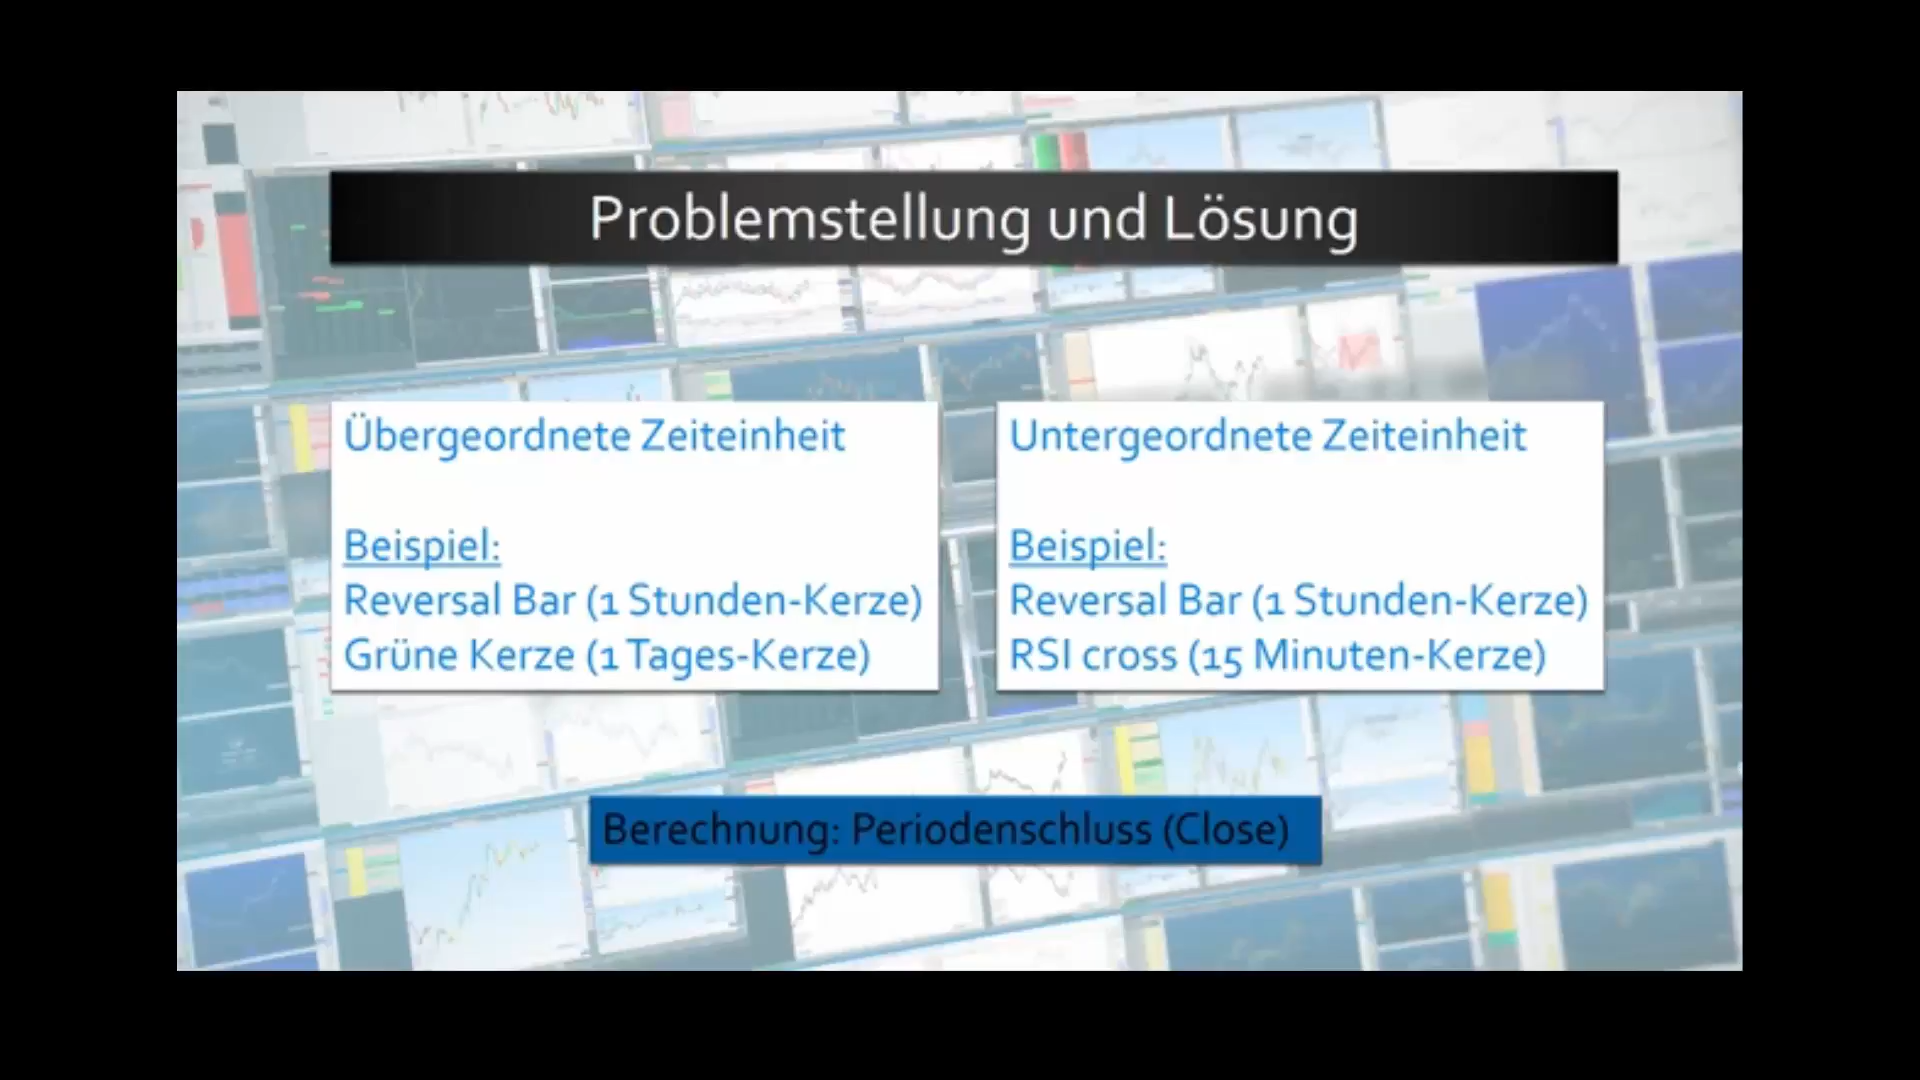 Problemstellung und Lösung
Übergeordnete Zeiteinheit
Beispiel:
Reversal Bar (1 Stunden-Kerze)
Grüne Kerze (1 Tages-Kerze)
Untergeordnete Zeiteinheit
Beispiel:
Reversal Bar (1 Stunden-Kerze)
RSI cross (15 Minuten-Kerze)
Berechnung: Periodenschluss (Close)